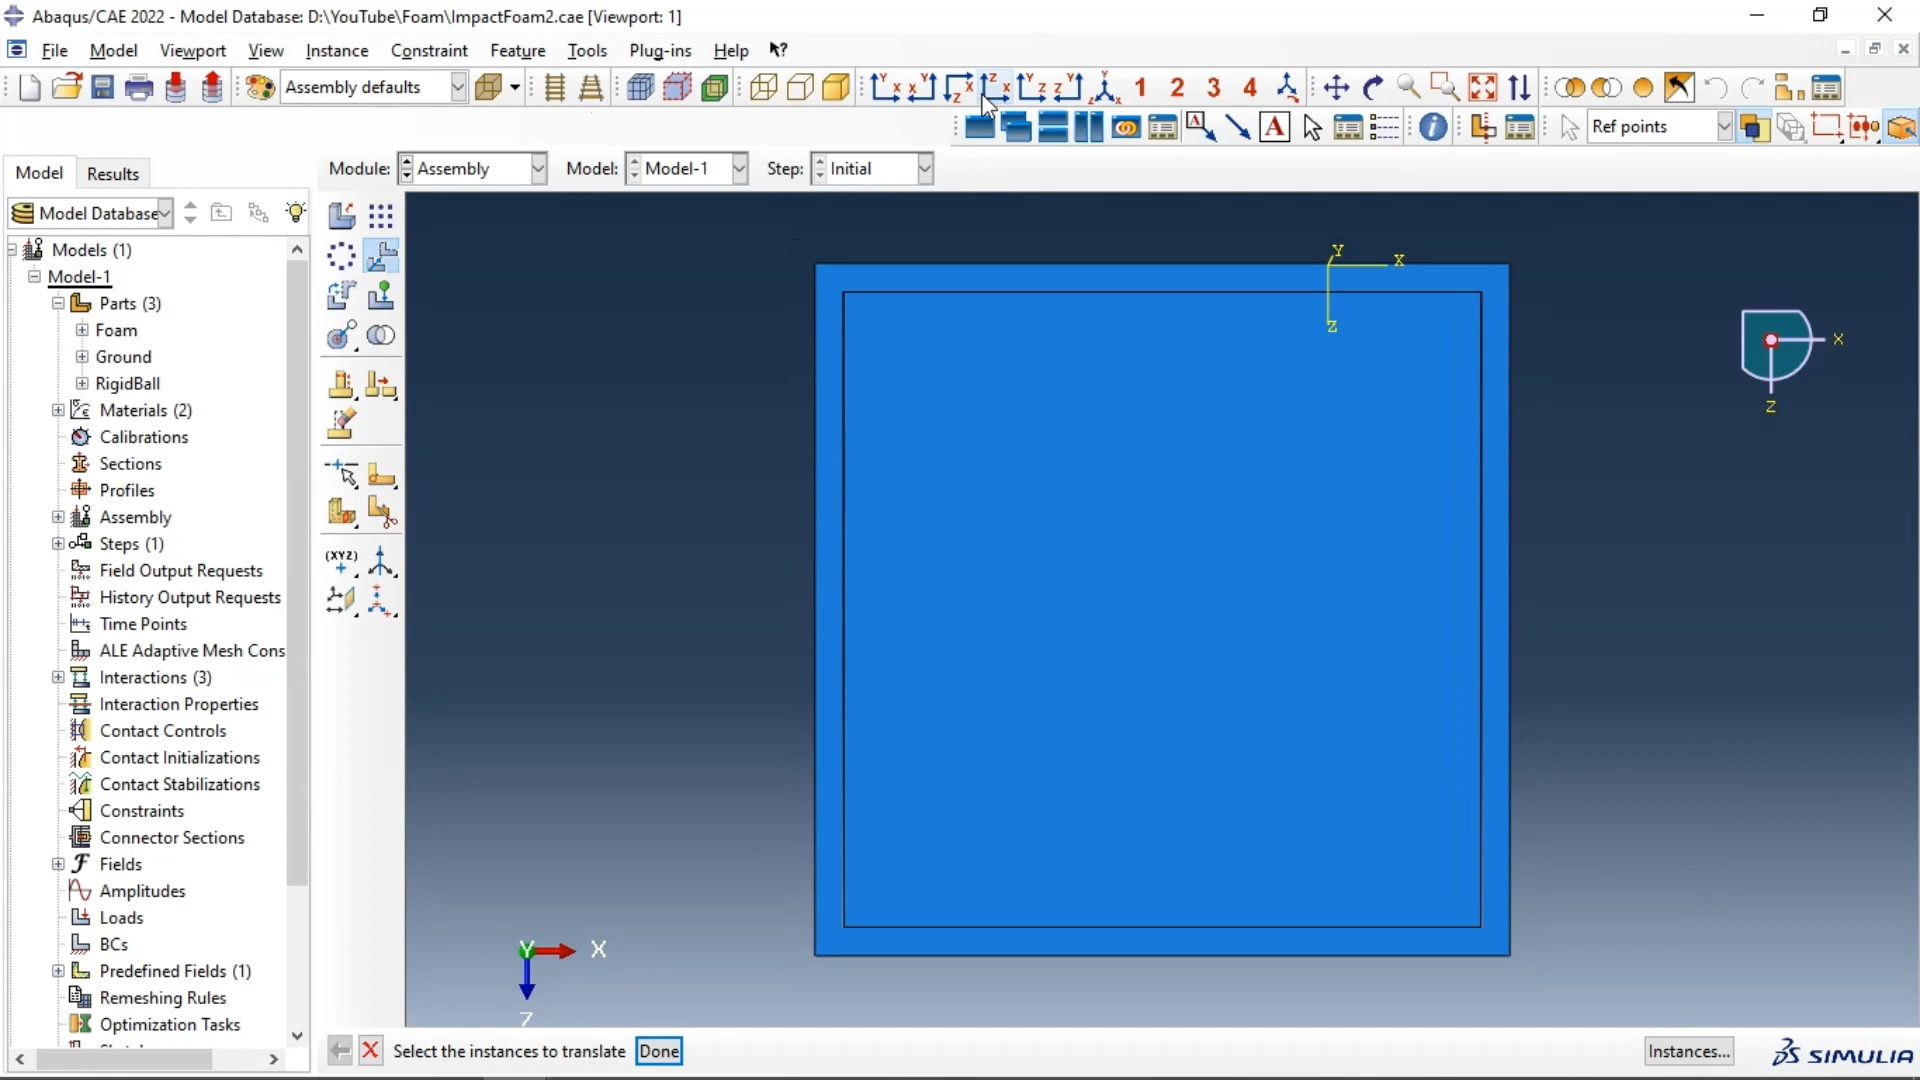 Abaqus/CAE 2022 - Model Database: D:\YouTube\Foam\ImpactFoam2.cae [Viewport: 1]
File Model Viewport View Instance Constraint Feature Tools Plug-ins Help
Assembly defaults
1 2 3 4
A A
Ref points
Model Results
Module: Assembly Model: Model-1 Step: Initial
Model Database
Models (1)
Model-1
Parts (3)
Foam
Ground
RigidBall
Materials (2)
Calibrations
Sections
Profiles
Assembly
Steps (1)
Field Output Requests
History Output Requests
Time Points
ALE Adaptive Mesh Cons
Interactions (3)
Interaction Properties
Contact Controls
Contact Initializations
Contact Stabilizations
Constraints
Connector Sections
Fields
Amplitudes
Loads
BCs
Predefined Fields (1)
Remeshing Rules
Optimization Tasks
(XYZ)
Y
X
Z
X
Z
Y X
Z
Select the instances to translate Done
Instances...
SIMULIA